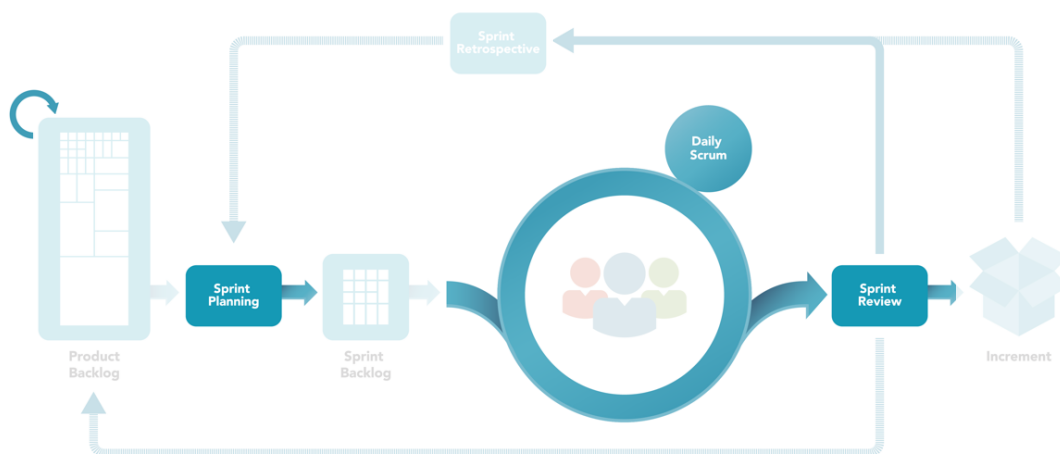 Sprint
Retrospective
Daily
Scrum
Sprint
Planning
Sprint
Review
Product
Backlog
Sprint
Backlog
Increment